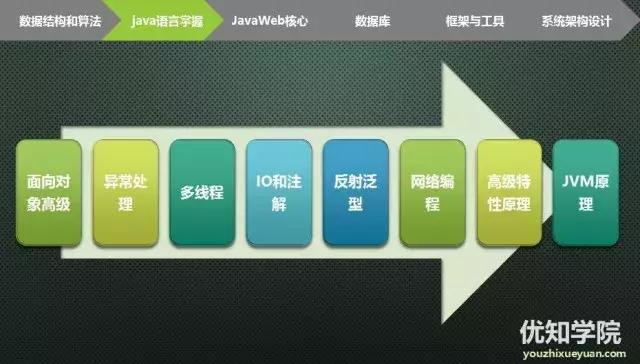 数据结构和算法
java语言掌握
JavaWeb核心
数据库
框架与工具
系统架构设计
面向对
象高级
异常处
理
多线程
IO和注
解
反射泛
型
网络编
程
高级特
性原理
JVM原
理
优知学院
youzhixueyuan.com